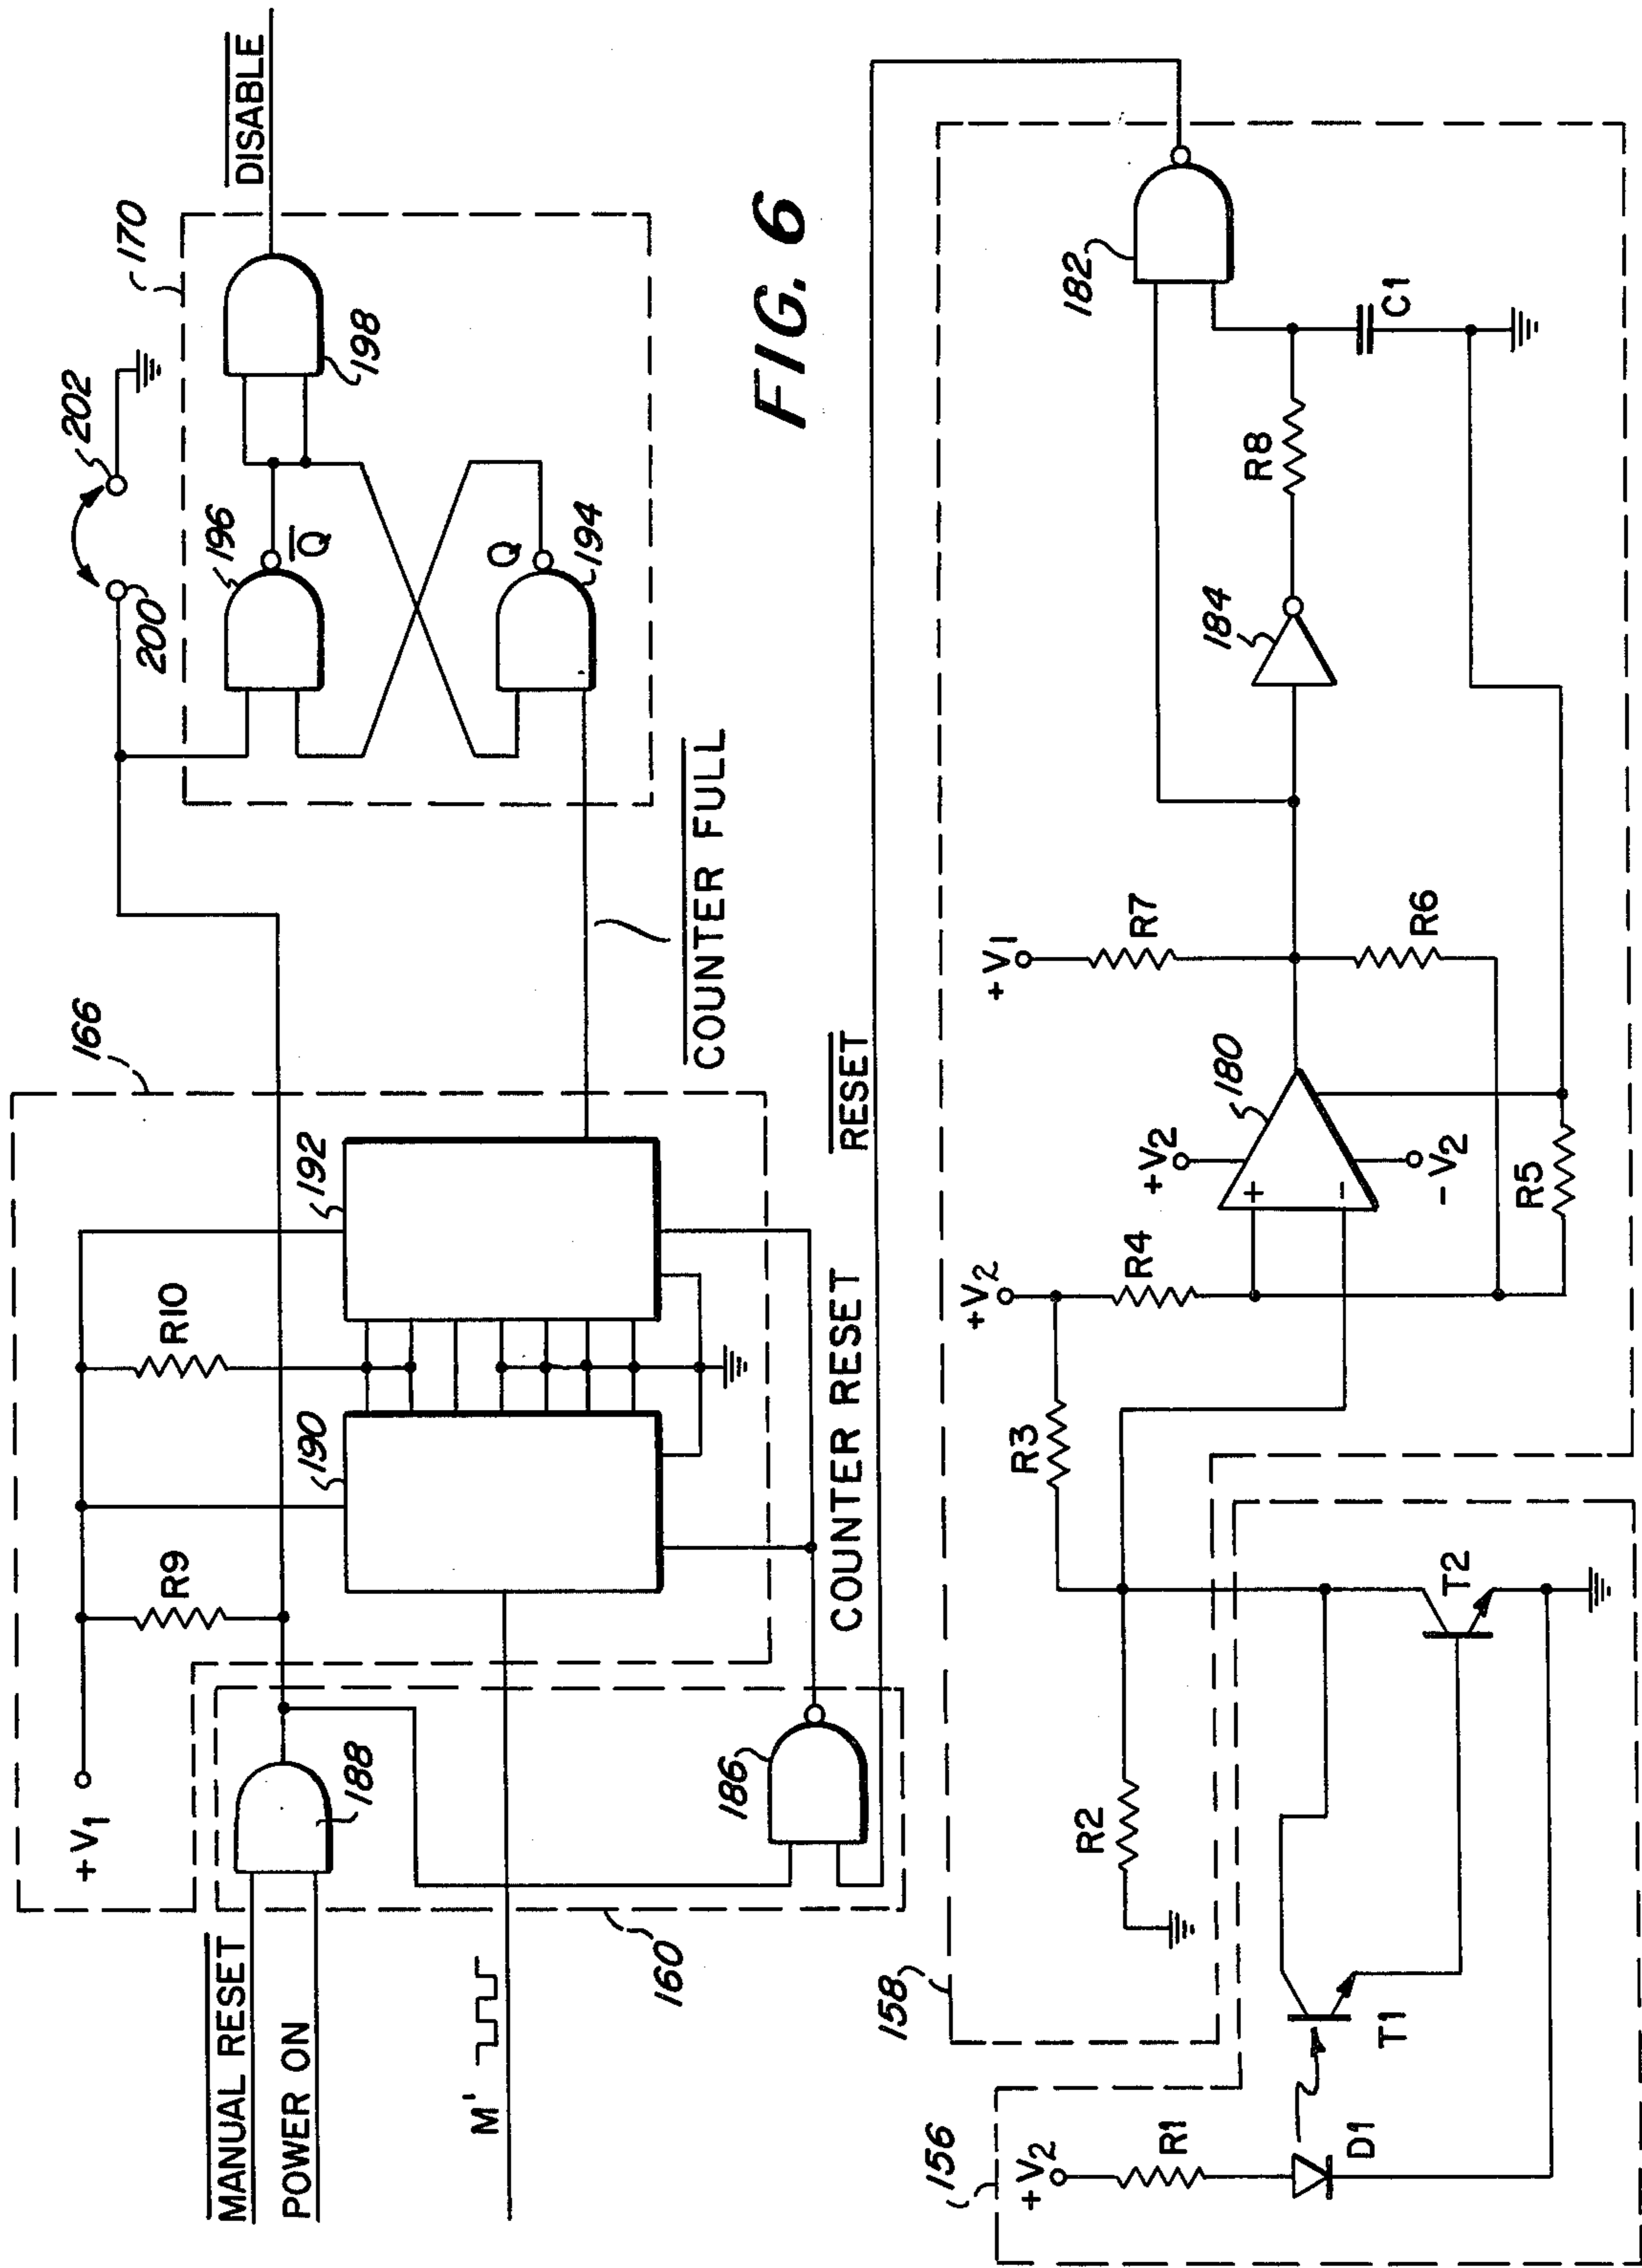 166
+V1
R9
R10
190
192
MANUAL RESET
POWER ON
188
M'
186
160
COUNTER RESET
RESET
COUNTER FULL
200
202
170
196
Q
198
Q
194
DISABLE
FIG. 6
156
+V2
R1
D1
T1
T2
158
R2
R3
+V2
R4
+V2
180
+
-
-V2
R5
+V1
R7
R6
184
R8
182
C1